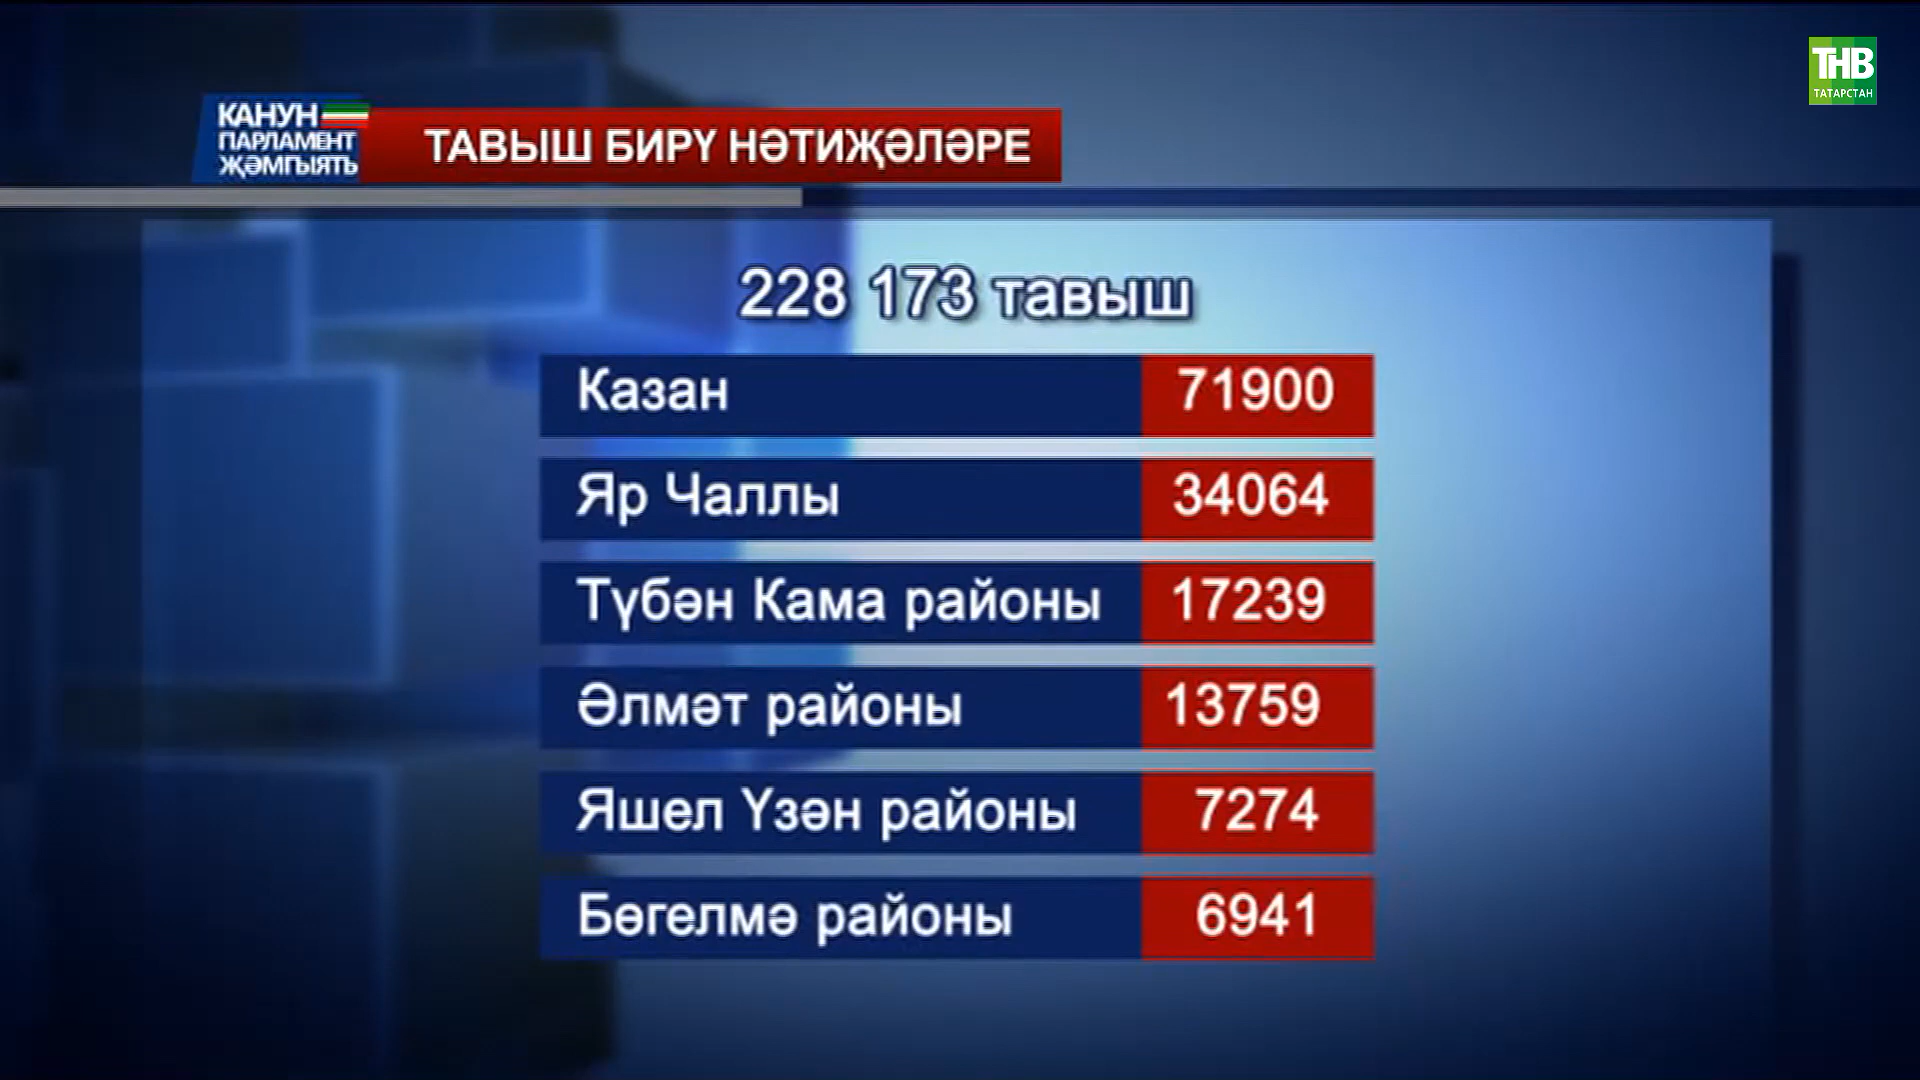 ТНВ
ТАТАРСТАН
КАНУН
ПАРЛАМЕНТ
ҖӘМГЫЯТЬ
ТАВЫШ БИРҮ НӘТИҖӘЛӘРЕ
228 173 тавыш
Казан 71900
Яр Чаллы 34064
Түбән Кама районы 17239
Әлмәт районы 13759
Яшел Үзән районы 7274
Бөгелмә районы 6941